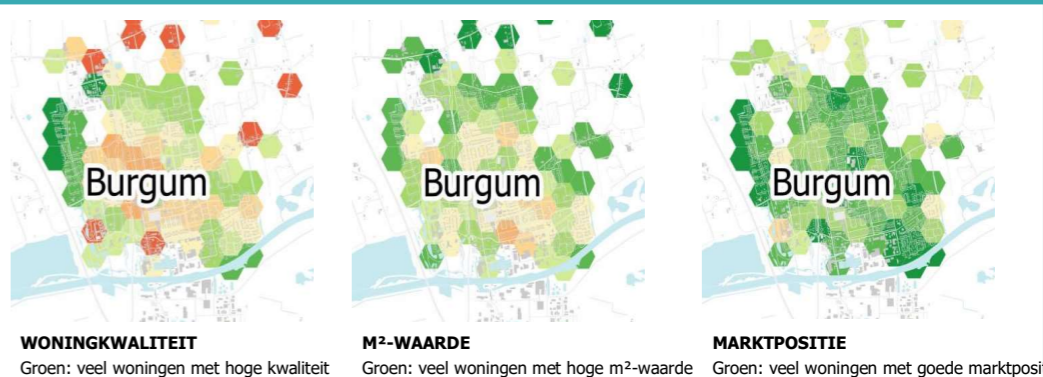 Burgum
Burgum
Burgum
WONINGKWALITEIT
Groen: veel woningen met hoge kwaliteit
M²-WAARDE
Groen: veel woningen met hoge m²-waarde
MARKTPOSITIE
Groen: veel woningen met goede marktposit